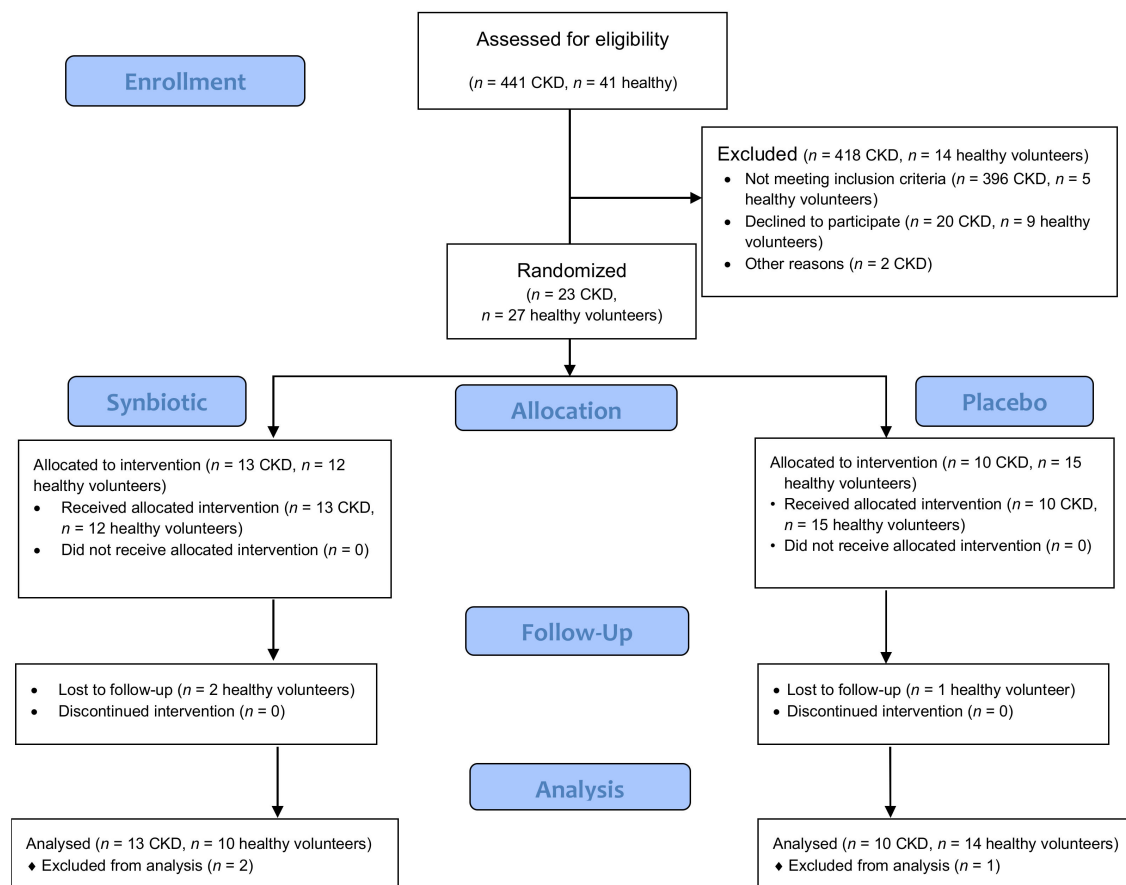 Assessed for eligibility
(n = 441 CKD, n = 41 healthy)
Enrollment
Excluded (n = 418 CKD, n = 14 healthy volunteers)
• Not meeting inclusion criteria (n = 396 CKD, n = 5
healthy volunteers)
• Declined to participate (n = 20 CKD, n = 9 healthy
volunteers)
• Other reasons (n = 2 CKD)
Randomized
(n = 23 CKD,
n = 27 healthy volunteers)
Synbiotic
Allocation
Placebo
Allocated to intervention (n = 13 CKD, n = 12
healthy volunteers)
• Received allocated intervention (n = 13 CKD,
n = 12 healthy volunteers)
• Did not receive allocated intervention (n = 0)
Allocated to intervention (n = 10 CKD, n = 15
healthy volunteers)
• Received allocated intervention (n = 10 CKD,
n = 15 healthy volunteers)
• Did not receive allocated intervention (n = 0)
Follow-Up
• Lost to follow-up (n = 2 healthy volunteers)
• Discontinued intervention (n = 0)
• Lost to follow-up (n = 1 healthy volunteer)
• Discontinued intervention (n = 0)
Analysis
Analysed (n = 13 CKD, n = 10 healthy volunteers)
♦ Excluded from analysis (n = 2)
Analysed (n = 10 CKD, n = 14 healthy volunteers)
♦ Excluded from analysis (n = 1)